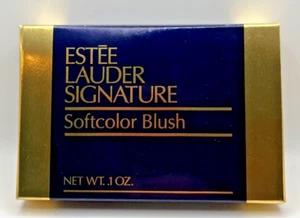 ESTĒE
LAUDER
SIGNATURE
Softcolor Blush
NET WT. .1 OZ.